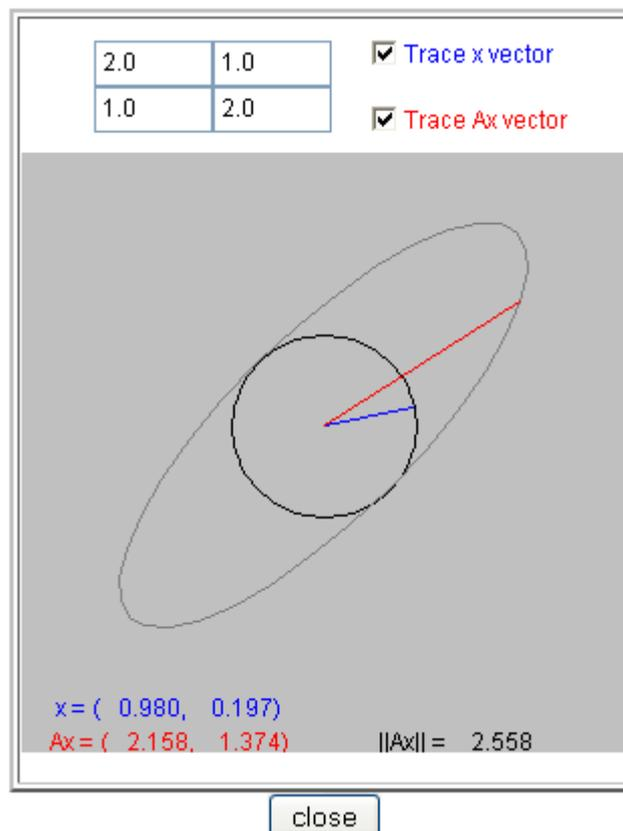 2.0 1.0 Trace x vector
1.0 2.0 Trace Ax vector
x = ( 0.980, 0.197)
Ax = ( 2.158, 1.374) ||Ax|| = 2.558
close